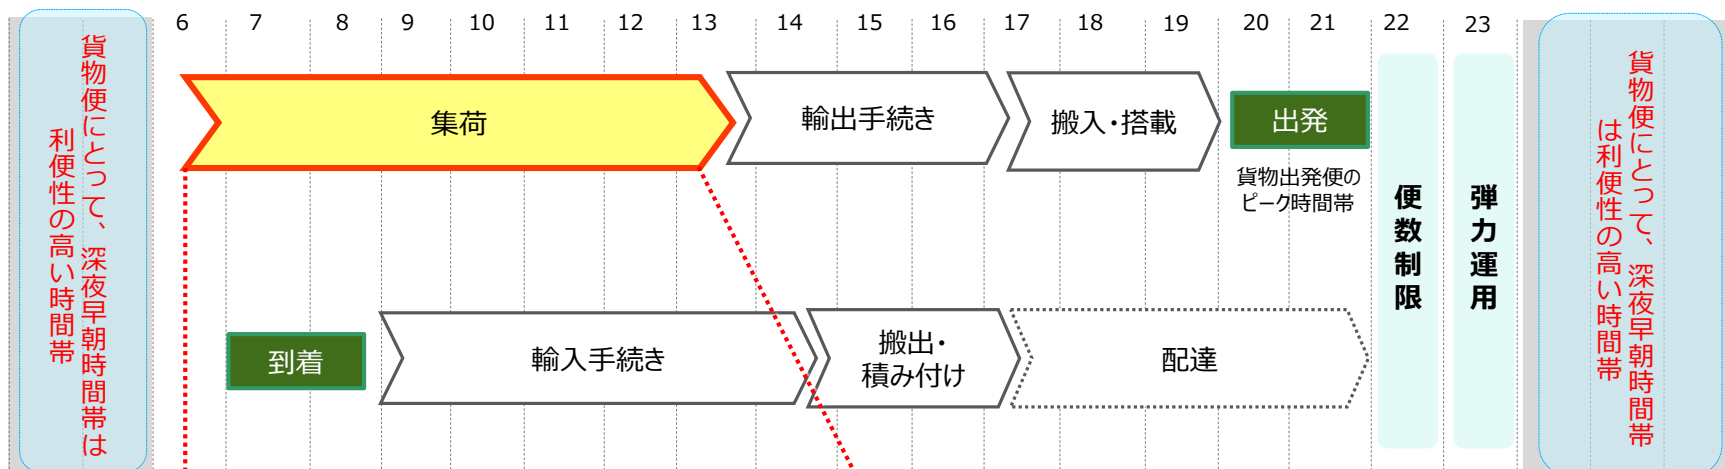 6 7 8 9 10 11 12 13 14 15 16 17 18 19 20 21 22 23
貨物便にとって、深夜早朝時間帯は
利便性の高い時間帯
集荷
輸出手続き
搬入・搭載
出発
貨物出発便の
ピーク時間帯
到着
輸入手続き
搬出・
積み付け
配達
便数制限
弾力運用
貨物便にとって、深夜早朝時間帯
は利便性の高い時間帯